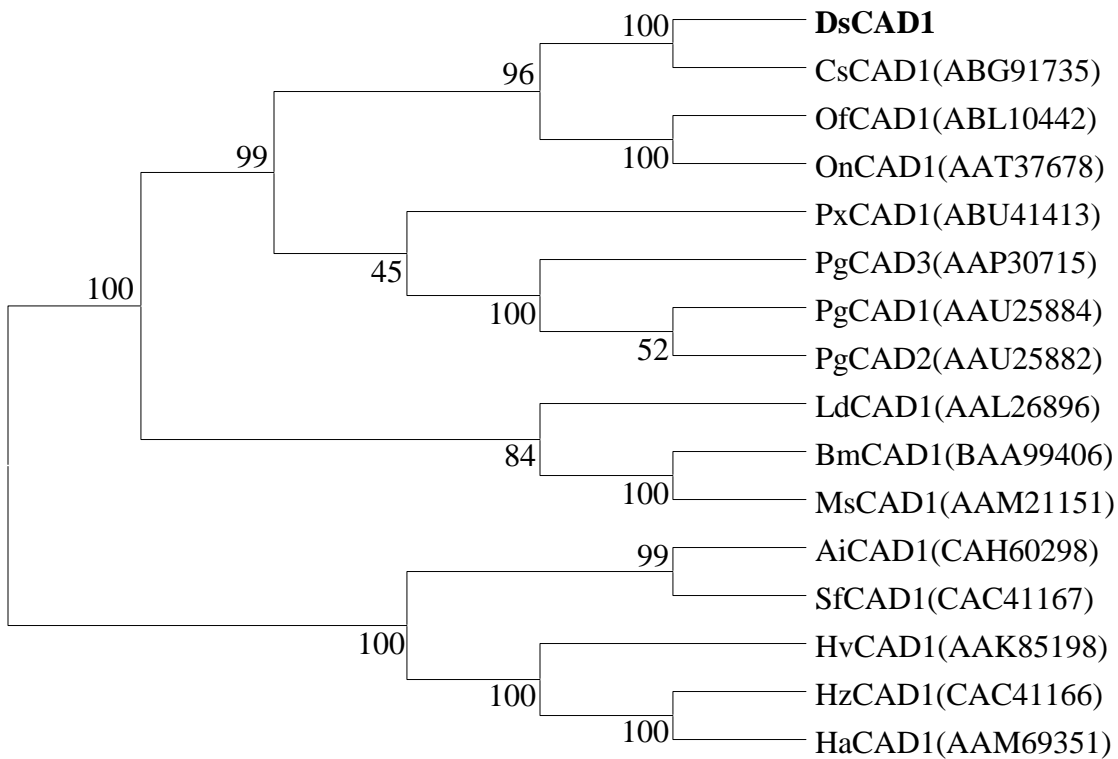 100
DsCAD1
CsCAD1(ABG91735)
96
OfCAD1(ABL10442)
100
OnCAD1(AAT37678)
99
PxCAD1(ABU41413)
45
PgCAD3(AAP30715)
100
100
PgCAD1(AAU25884)
52
PgCAD2(AAU25882)
LdCAD1(AAL26896)
84
BmCAD1(BAA99406)
100
MsCAD1(AAM21151)
99
AiCAD1(CAH60298)
SfCAD1(CAC41167)
100
HvCAD1(AAK85198)
100
HzCAD1(CAC41166)
100
HaCAD1(AAM69351)